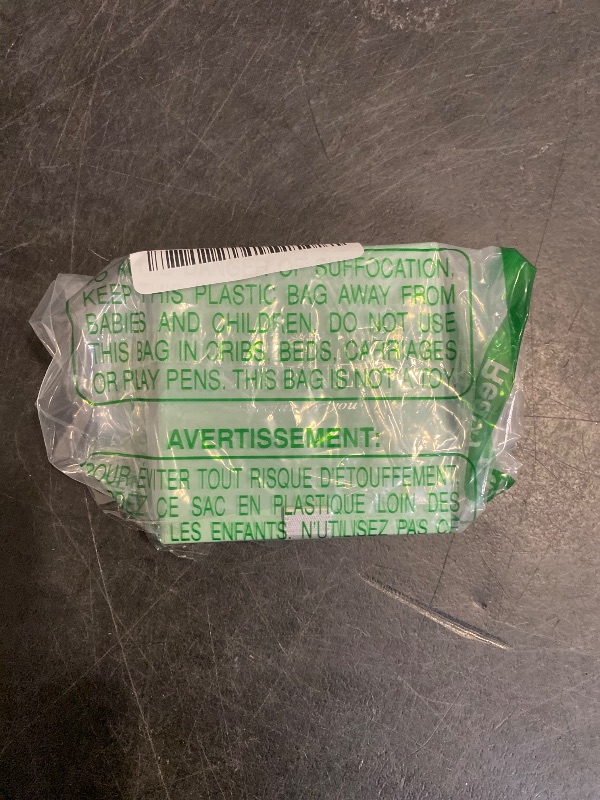 OF SUFFOCATION.
KEEP THIS PLASTIC BAG AWAY FROM
BABIES AND CHILDREN. DO NOT USE
THIS BAG IN CRIBS, BEDS, CARRIAGES
OR PLAY PENS. THIS BAG IS NOT A TOY
you
AVERTISSEMENT:
POUR ÉVITER TOUT RISQUE D'ÉTOUFFEMENT
CE SAC EN PLASTIQUE LOIN DES
LES ENFANTS. N'UTILISEZ PAS CE